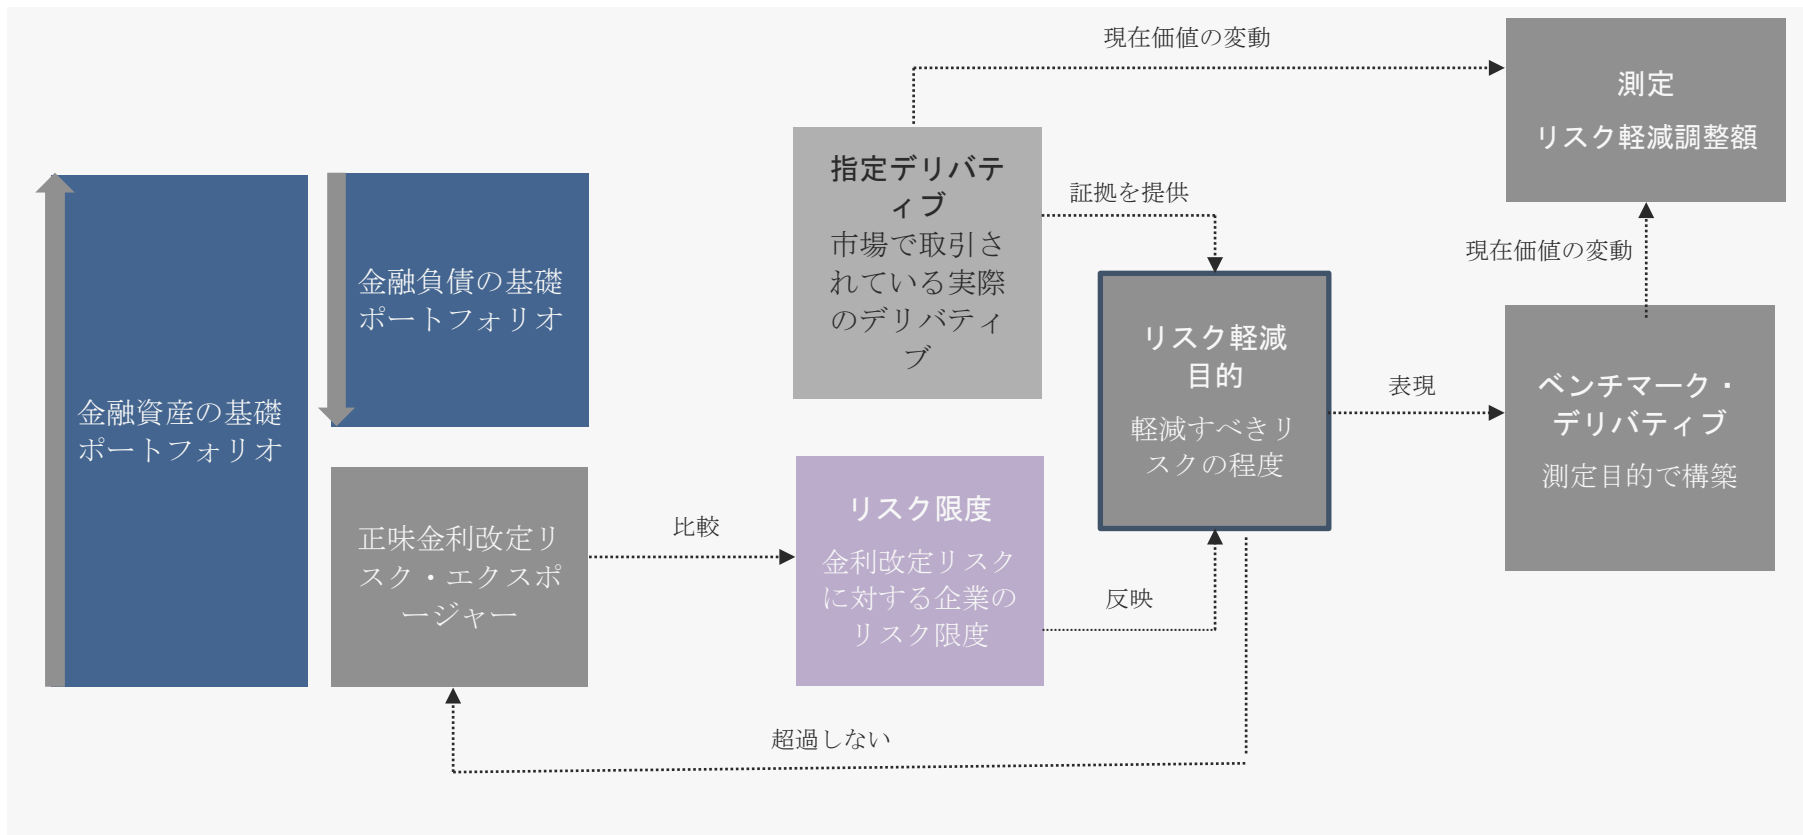 現在価値の変動
測定
リスク軽減調整額
指定デリバテ
ィブ
市場で取引さ
れている実際
のデリバティ
ブ
証拠を提供
現在価値の変動
金融負債の基礎
ポートフォリオ
金融資産の基礎
ポートフォリオ
リスク軽減
目的
軽減すべきリ
スクの程度
表現
ベンチマーク・
デリバティブ
測定目的で構築
正味金利改定リ
スク・エクスポ
ージャー
比較
リスク限度
金利改定リスク
に対する企業の
リスク限度
反映
超過しない